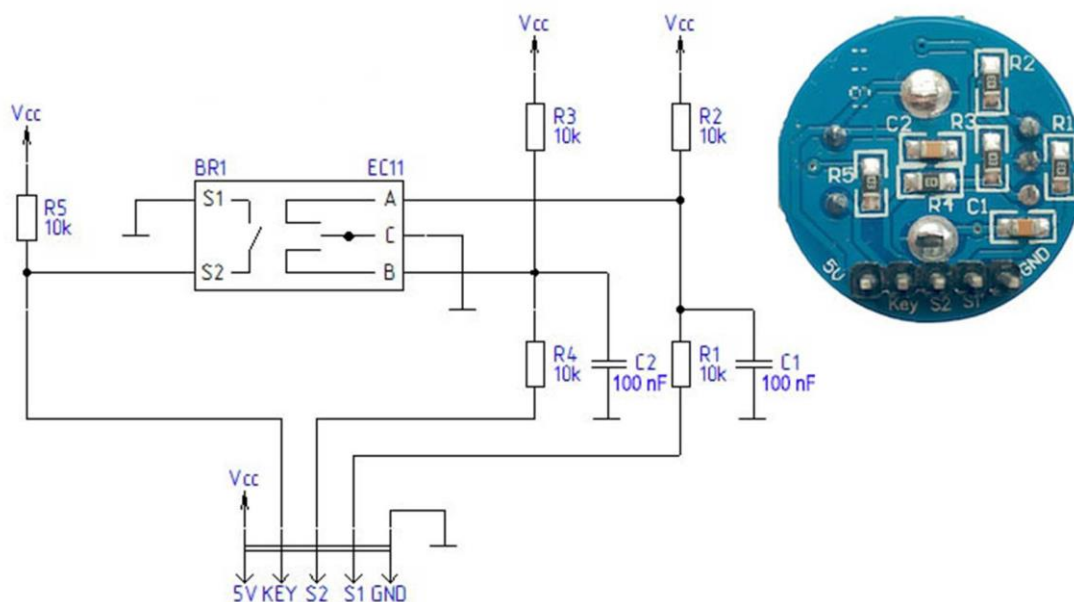 Vcc
Vcc
Vcc
R3
10k
R2
10k
R5
10k
BR1
EC11
S1
A
C
S2
B
R4
10k
C2
100 nF
R1
10k
C1
100 nF
Vcc
5V KEY S2 S1 GND
R2
C2
R3
R1
R5
R4
C1
5V
Key
S2
S1
GND